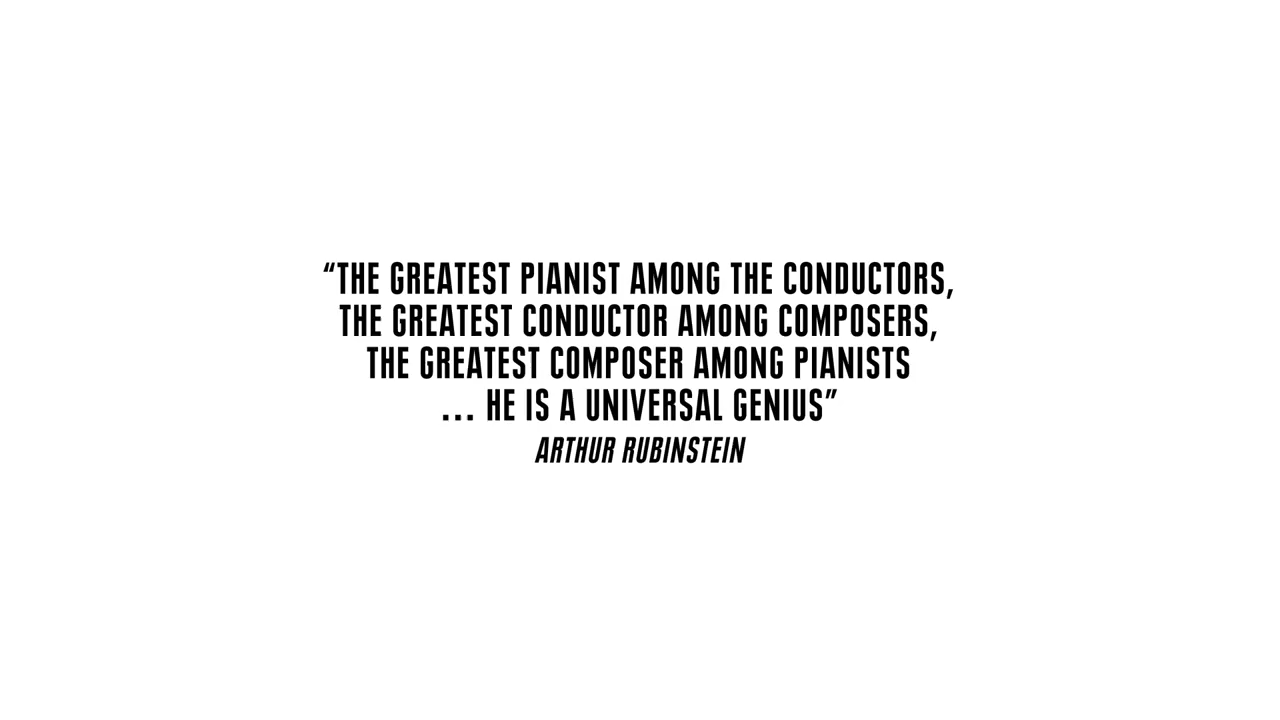 “THE GREATEST PIANIST AMONG THE CONDUCTORS,
THE GREATEST CONDUCTOR AMONG COMPOSERS,
THE GREATEST COMPOSER AMONG PIANISTS
... HE IS A UNIVERSAL GENIUS”
ARTHUR RUBINSTEIN